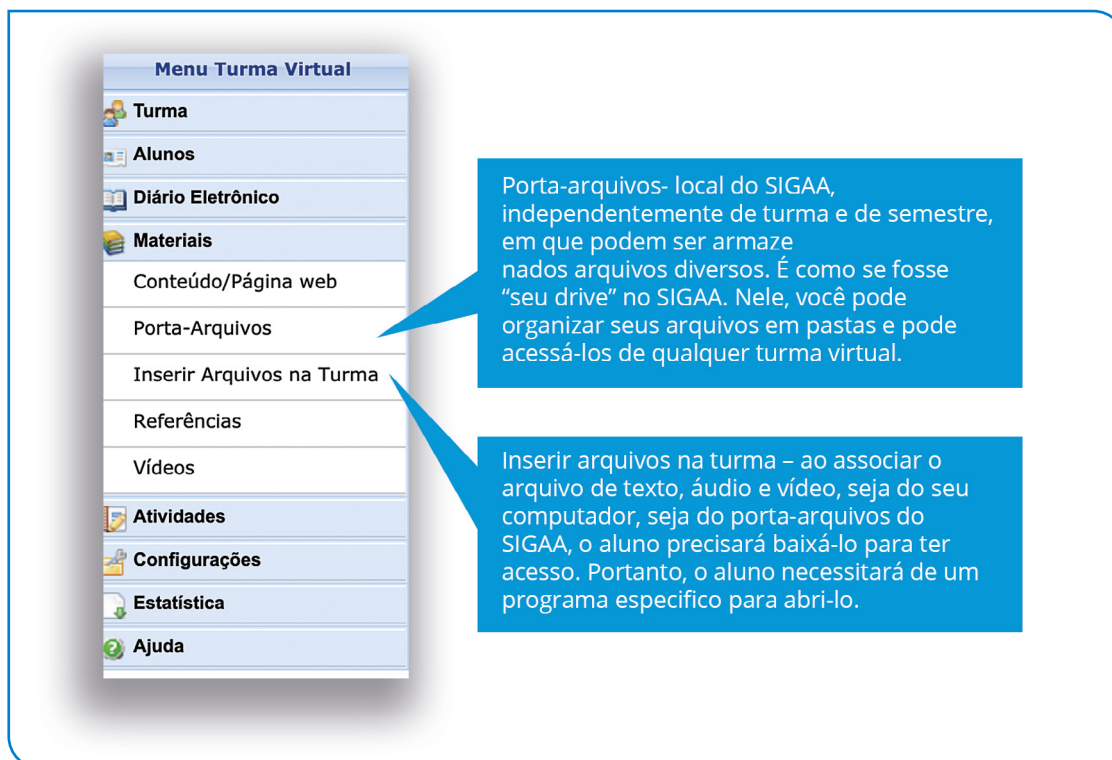 Menu Turma Virtual
Turma
Alunos
Diário Eletrônico
Materiais
Conteúdo/Página web
Porta-Arquivos
Inserir Arquivos na Turma
Referências
Vídeos
Atividades
Configurações
Estatística
Ajuda
Porta-arquivos- local do SIGAA,
independentemente de turma e de semestre,
em que podem ser armaze
nados arquivos diversos. É como se fosse
“seu drive” no SIGAA. Nele, você pode
organizar seus arquivos em pastas e pode
acessá-los de qualquer turma virtual.
Inserir arquivos na turma – ao associar o
arquivo de texto, áudio e vídeo, seja do seu
computador, seja do porta-arquivos do
SIGAA, o aluno precisará baixá-lo para ter
acesso. Portanto, o aluno necessitará de um
programa especifico para abri-lo.